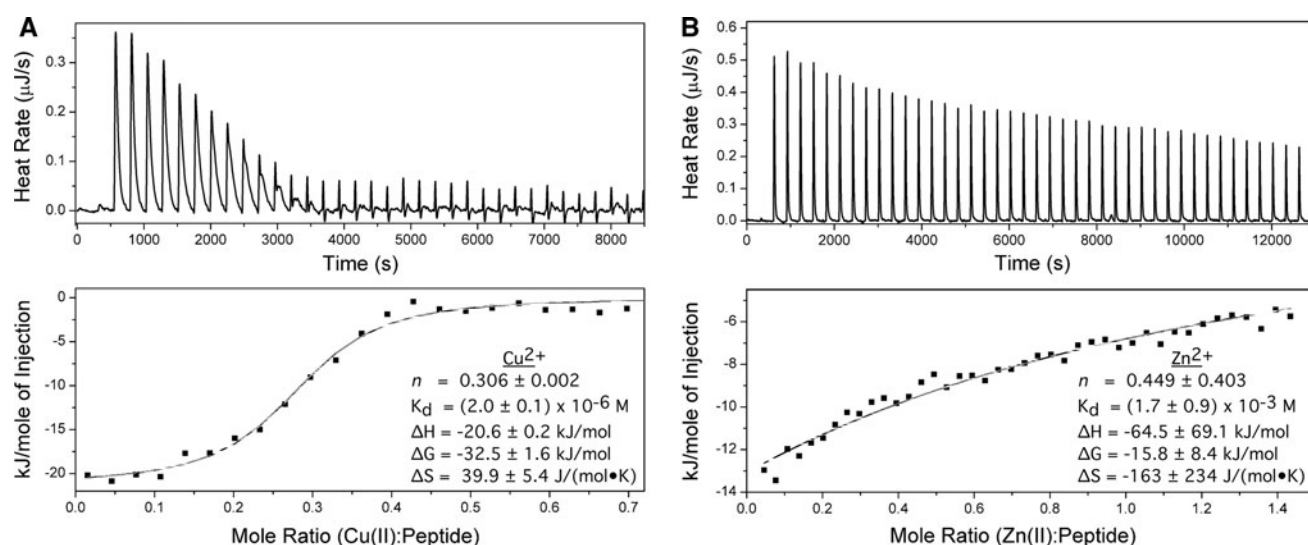 A
Heat Rate (μJ/s)
0.3
0.2
0.1
0.0
0 1000 2000 3000 4000 5000 6000 7000 8000
Time (s)
kJ/mole of Injection
0
-5
-10
-15
-20
Cu2+
n = 0.306 ± 0.002
Kd = (2.0 ± 0.1) x 10-6 M
ΔH = -20.6 ± 0.2 kJ/mol
ΔG = -32.5 ± 1.6 kJ/mol
ΔS = 39.9 ± 5.4 J/(mol•K)
0.0 0.1 0.2 0.3 0.4 0.5 0.6 0.7
Mole Ratio (Cu(II):Peptide)
B
Heat Rate (μJ/s)
0.6
0.5
0.4
0.3
0.2
0.1
0.0
0 2000 4000 6000 8000 10000 12000
Time (s)
kJ/mole of Injection
-6
-8
-10
-12
-14
Zn2+
n = 0.449 ± 0.403
Kd = (1.7 ± 0.9) x 10-3 M
ΔH = -64.5 ± 69.1 kJ/mol
ΔG = -15.8 ± 8.4 kJ/mol
ΔS = -163 ± 234 J/(mol•K)
0.0 0.2 0.4 0.6 0.8 1.0 1.2 1.4
Mole Ratio (Zn(II):Peptide)